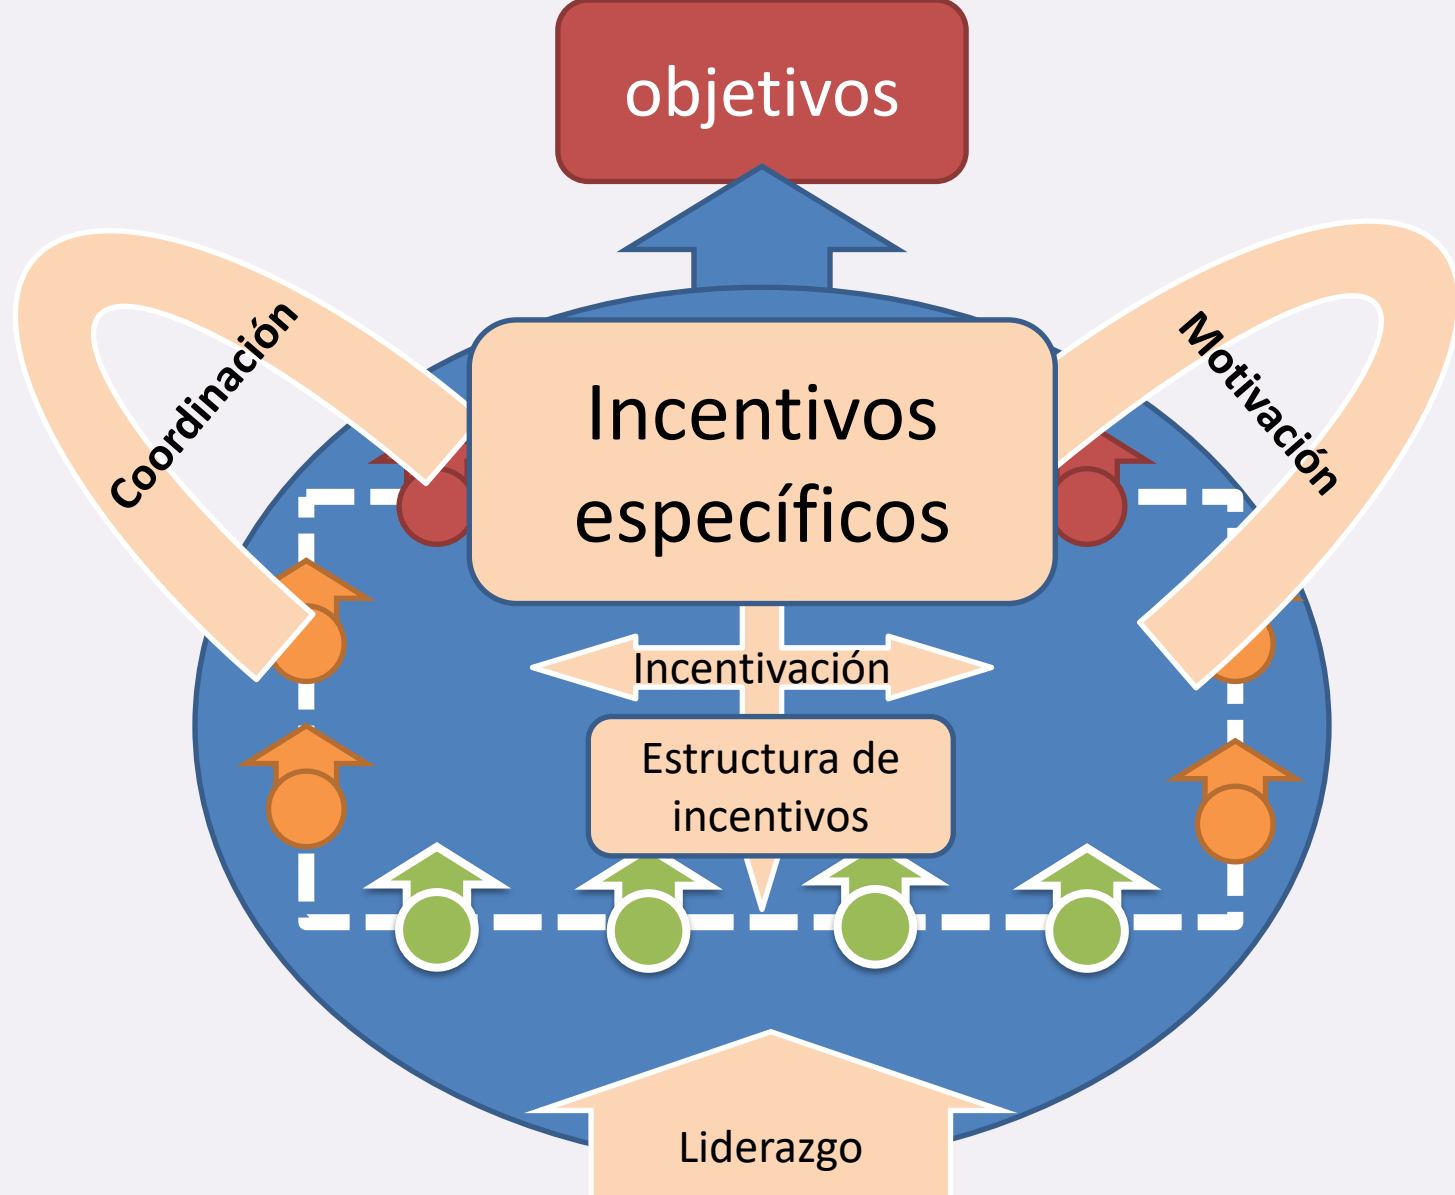 objetivos
Coordinación
Motivación
Incentivos
específicos
Incentivación
Estructura de
incentivos
Liderazgo